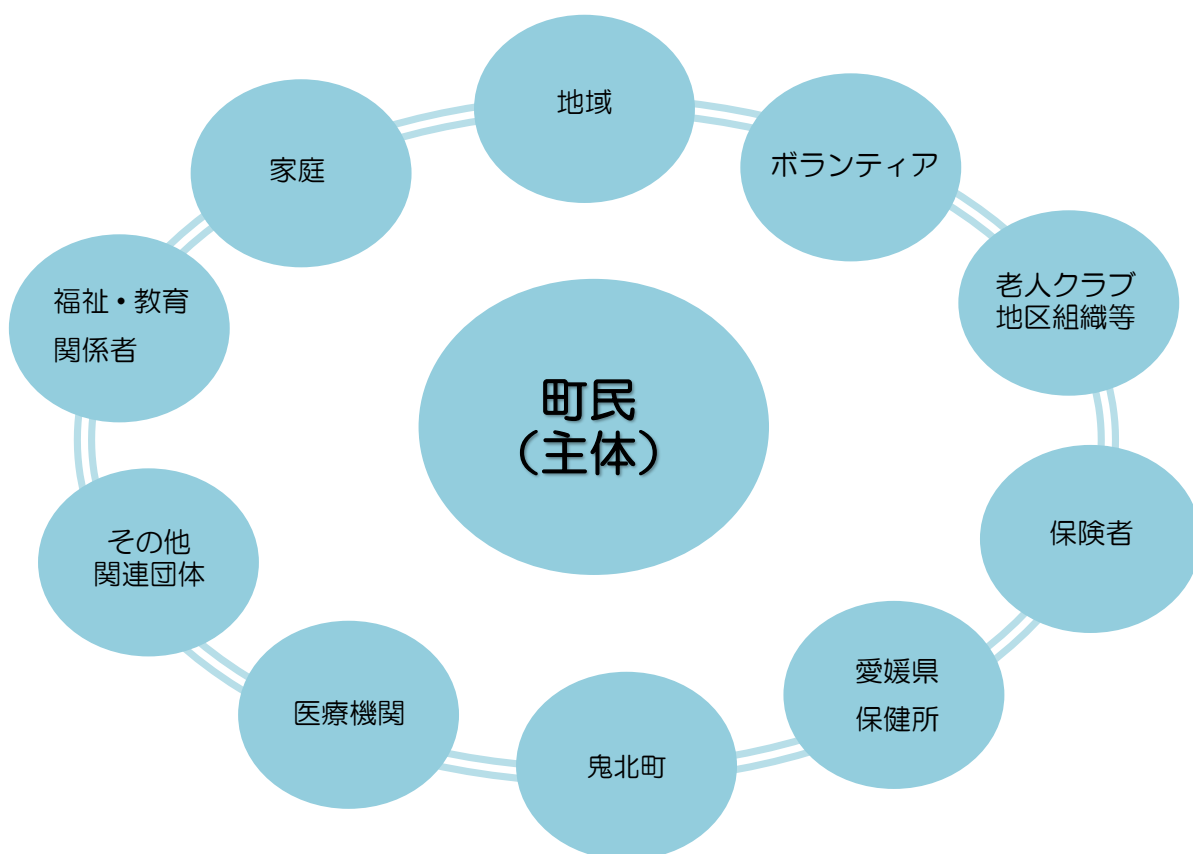 地域
家庭
ボランティア
福祉・教育
関係者
老人クラブ
地区組織等
町民
（主体）
その他
関連団体
保険者
医療機関
愛媛県
保健所
鬼北町